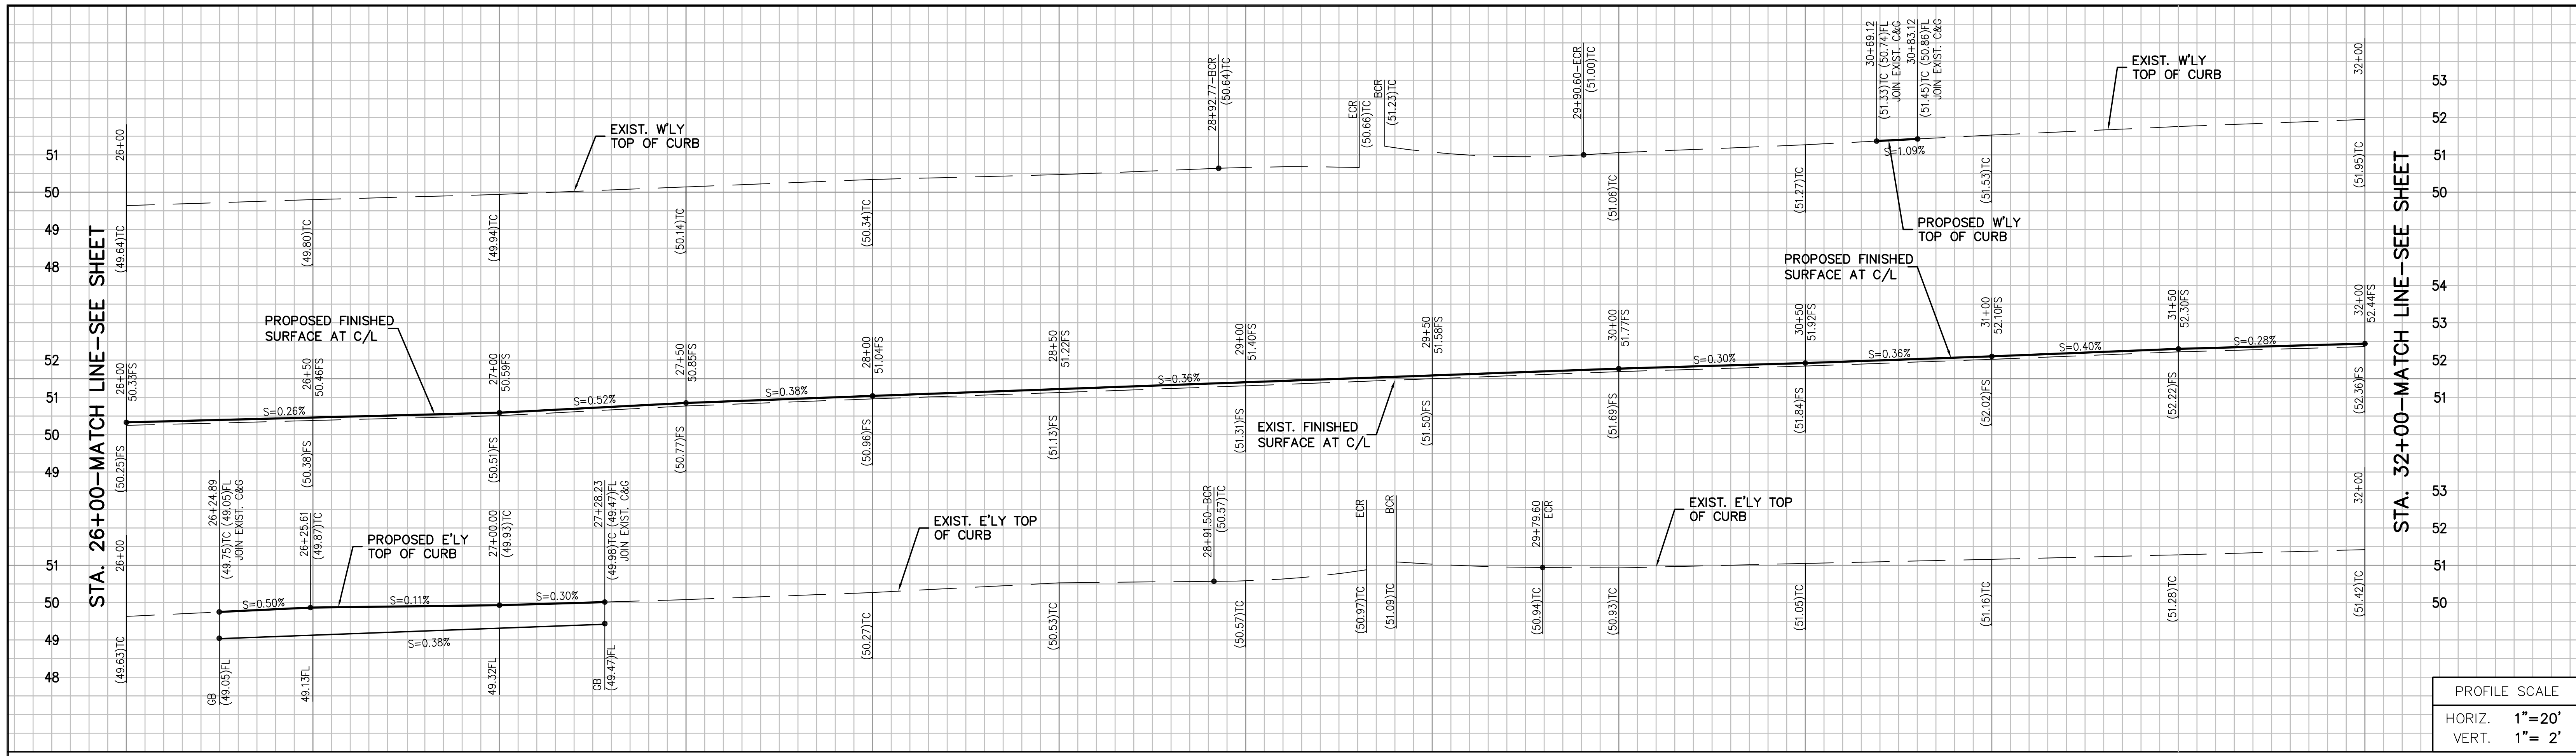 STA. 26+00-MATCH LINE-SEE SHEET
STA. 32+00-MATCH LINE-SEE SHEET
51
50
49
48
53
52
51
50
26+00
(49.64)TC
(49.80)TC
(49.94)TC
EXIST. W'LY
TOP OF CURB
(50.14)TC
(50.34)TC
28+92.77-BCR
(50.64)TC
ECR
(50.66)TC
BCR
(51.23)TC
29+90.60-ECR
(51.00)TC
(51.06)TC
(51.27)TC
30+69.12
(51.33)TC (50.74)FL
JOIN EXIST. C&G
30+83.12
(51.45)TC (50.86)FL
JOIN EXIST. C&G
S=1.09%
PROPOSED W'LY
TOP OF CURB
(51.53)TC
EXIST. W'LY
TOP OF CURB
32+00
(51.95)TC
52
51
50
49
54
53
52
51
PROPOSED FINISHED
SURFACE AT C/L
26+00
50.33FS
(50.25)FS
S=0.26%
26+50
50.46FS
(50.38)FS
27+00
50.59FS
(50.51)FS
S=0.52%
27+50
50.85FS
(50.77)FS
S=0.38%
28+00
51.04FS
(50.96)FS
28+50
51.22FS
(51.13)FS
S=0.36%
29+00
51.40FS
(51.31)FS
EXIST. FINISHED
SURFACE AT C/L
29+50
51.58FS
(51.50)FS
30+00
51.77FS
(51.69)FS
S=0.30%
30+50
51.92FS
(51.84)FS
S=0.36%
PROPOSED FINISHED
SURFACE AT C/L
31+00
52.10FS
(52.02)FS
S=0.40%
31+50
52.30FS
(52.22)FS
S=0.28%
32+00
52.44FS
(52.36)FS
51
50
49
48
53
52
51
50
26+00
(49.63)TC
26+24.89
(49.75)TC (49.05)FL
JOIN EXIST. C&G
GB
(49.05)FL
S=0.50%
26+25.61
(49.87)TC
49.13FL
PROPOSED E'LY
TOP OF CURB
S=0.11%
S=0.38%
27+00.00
(49.93)TC
49.32FL
S=0.30%
27+28.23
(49.98)TC (49.47)FL
JOIN EXIST. C&G
GB
(49.47)FL
(50.27)TC
EXIST. E'LY TOP
OF CURB
(50.53)TC
28+91.50-BCR
(50.57)TC
(50.57)TC
ECR
(50.97)TC
BCR
(51.09)TC
29+79.60
ECR
(50.94)TC
(50.93)TC
EXIST. E'LY TOP
OF CURB
(51.05)TC
(51.16)TC
(51.28)TC
32+00
(51.42)TC
PROFILE SCALE
HORIZ. 1"=20'
VERT. 1"= 2'